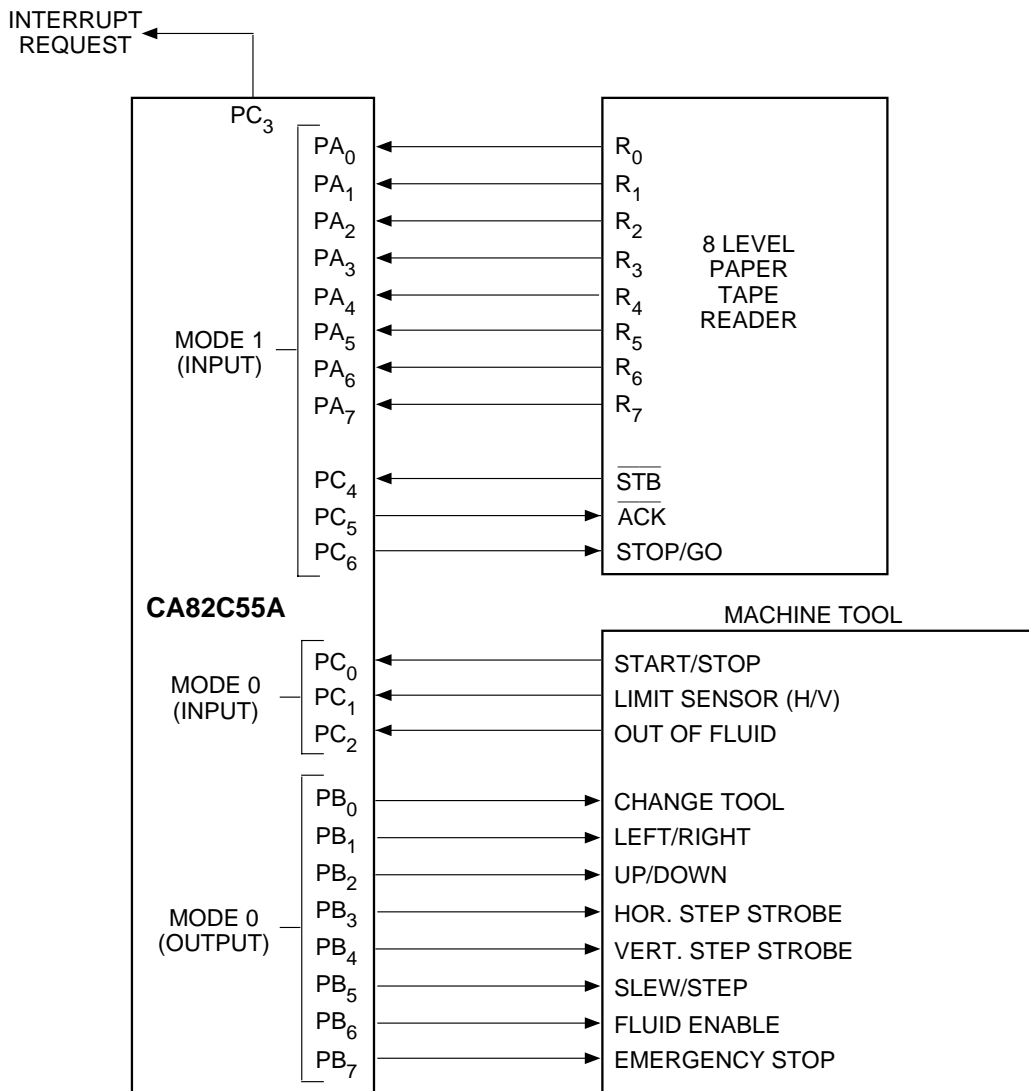 INTERRUPT
REQUEST
PC3
PA0 R0
PA1 R1
PA2 R2
PA3 R3
PA4 R4
PA5 R5
PA6 R6
PA7 R7
8 LEVEL
PAPER
TAPE
READER
MODE 1
(INPUT)
PC4 STB
PC5 ACK
PC6 STOP/GO
CA82C55A
MACHINE TOOL
MODE 0
(INPUT)
PC0 START/STOP
PC1 LIMIT SENSOR (H/V)
PC2 OUT OF FLUID
MODE 0
(OUTPUT)
PB0 CHANGE TOOL
PB1 LEFT/RIGHT
PB2 UP/DOWN
PB3 HOR. STEP STROBE
PB4 VERT. STEP STROBE
PB5 SLEW/STEP
PB6 FLUID ENABLE
PB7 EMERGENCY STOP